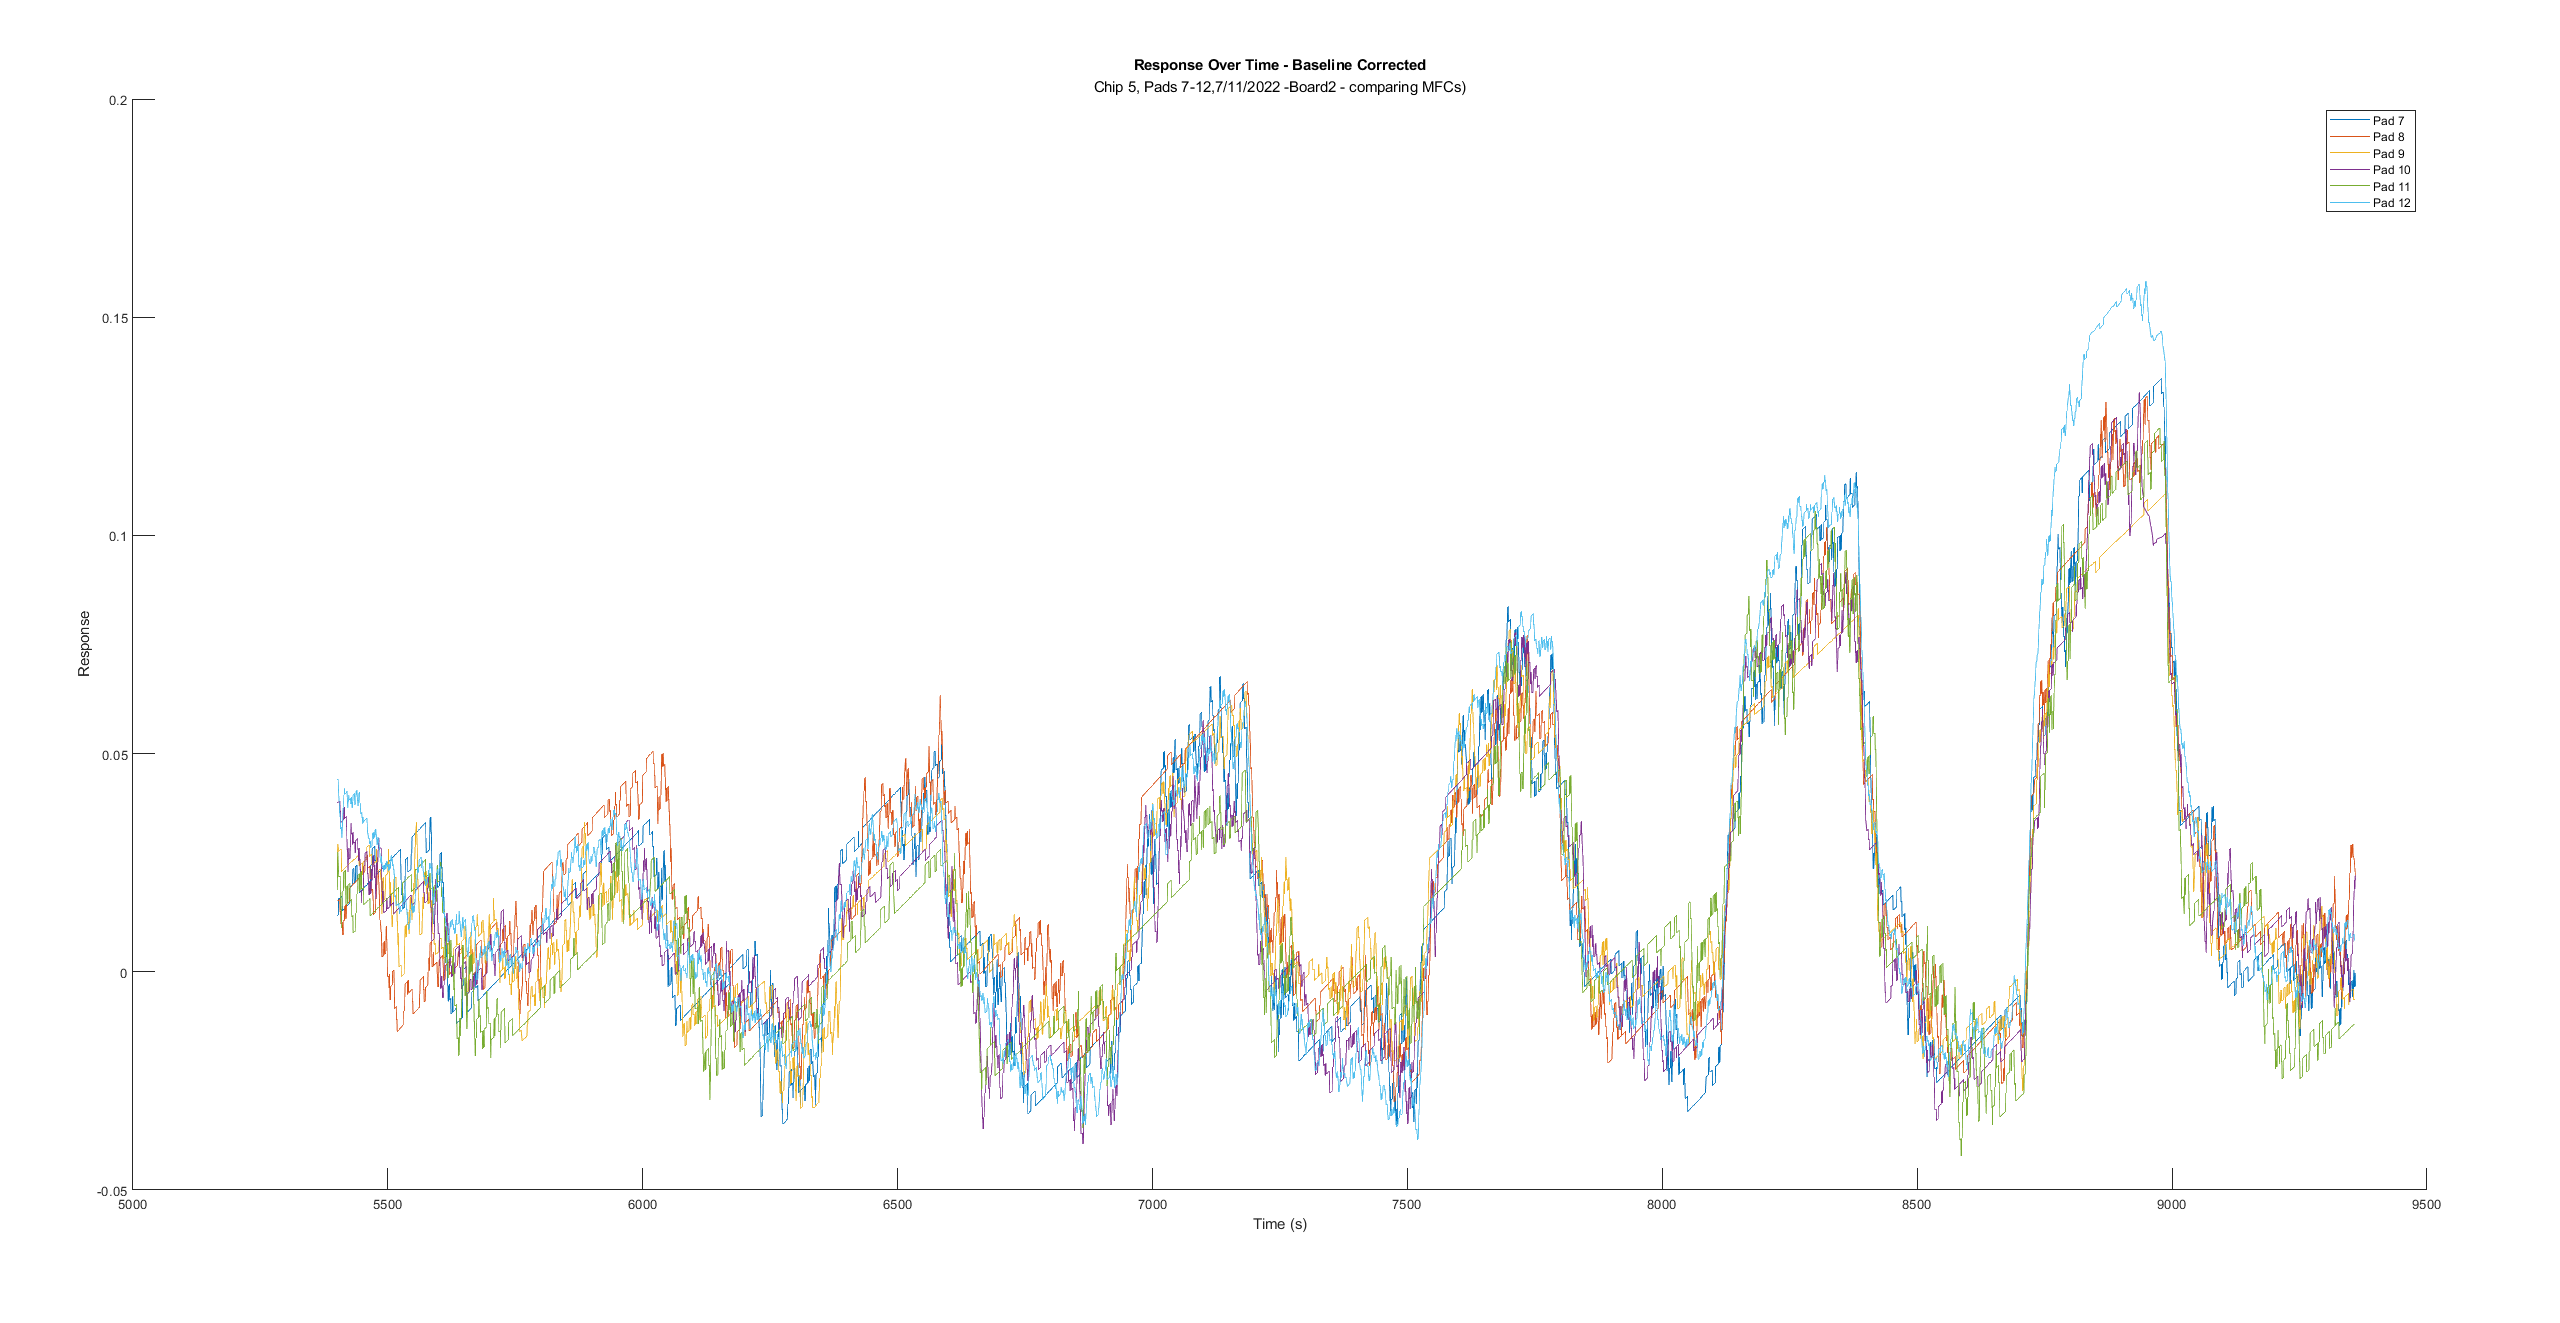 Response Over Time - Baseline Corrected
Chip 5, Pads 7-12,7/11/2022 -Board2 - comparing MFCs)
Pad 7
Pad 8
Pad 9
Pad 10
Pad 11
Pad 12
Response
0.2
0.15
0.1
0.05
0
-0.05
5000 5500 6000 6500 7000 7500 8000 8500 9000 9500
Time (s)